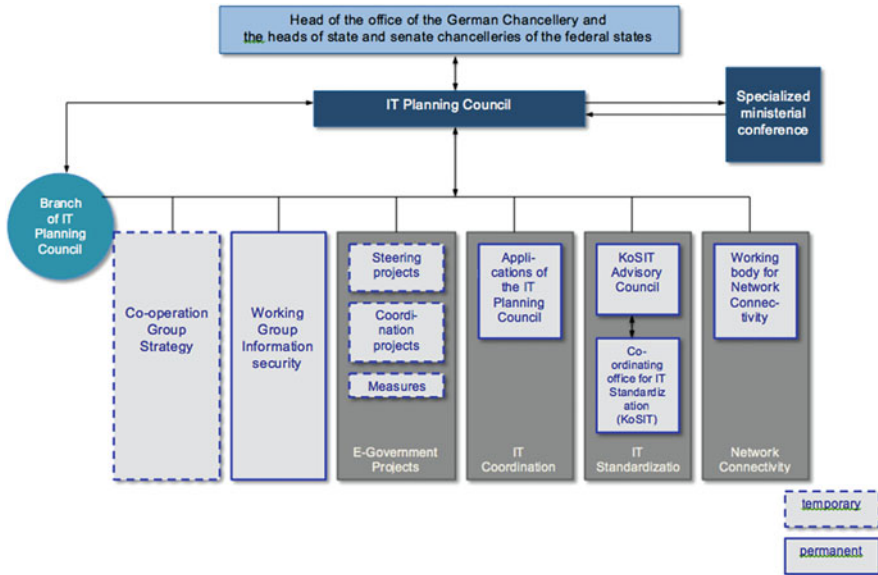 Head of the office of the German Chancellery and
the heads of state and senate chancelleries of the federal states
IT Planning Council
Specialized
ministerial
conference
Branch
of IT
Planning
Council
Co-operation
Group
Strategy
Working
Group
Information
security
Steering
projects
Coordi-
nation
projects
Measures
E-Government
Projects
Appli-
cations of
the IT
Planning
Council
IT
Coordination
KoSIT
Advisory
Council
Co-
ordinating
office for IT
Standardiz
ation
(KoSIT)
IT
Standardizatio
Working
body for
Network
Connec-
tivity
Network
Connectivity
temporary
permanent